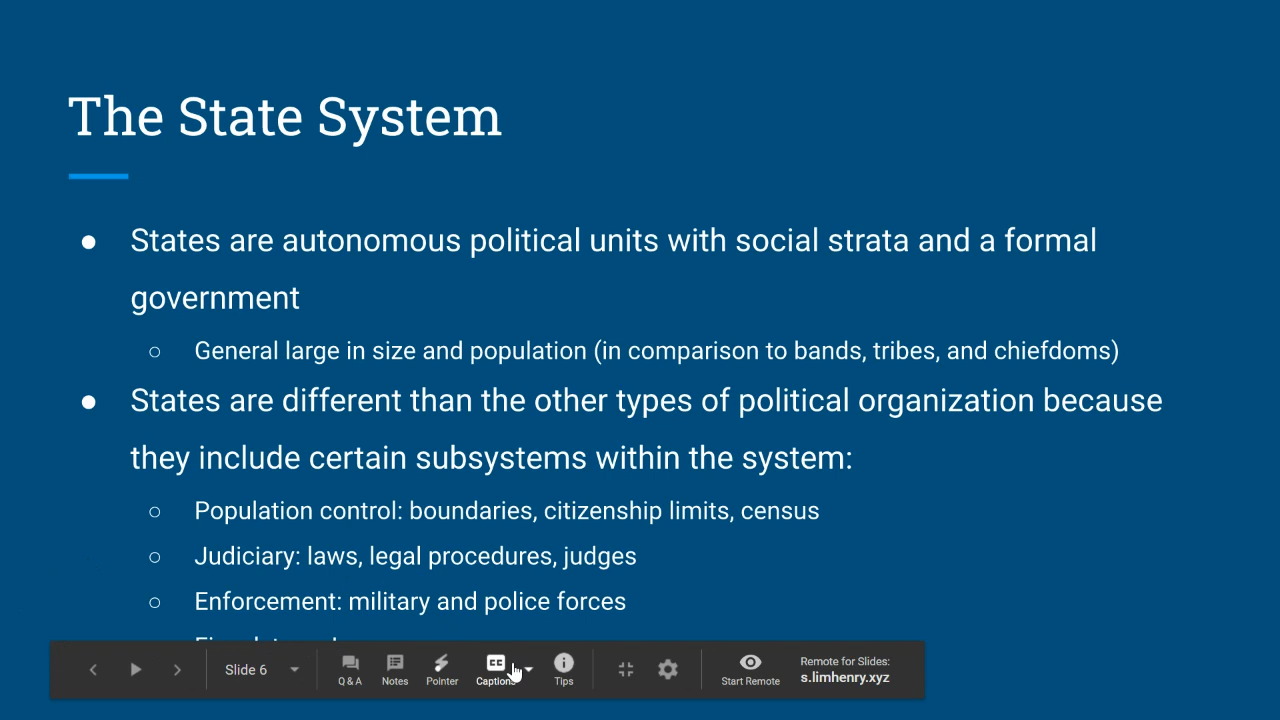 The State System
● States are autonomous political units with social strata and a formal
government
○ General large in size and population (in comparison to bands, tribes, and chiefdoms)
● States are different than the other types of political organization because
they include certain subsystems within the system:
○ Population control: boundaries, citizenship limits, census
○ Judiciary: laws, legal procedures, judges
○ Enforcement: military and police forces
Slide 6
Q & A
Notes
Pointer
Captions
Tips
Start Remote
Remote for Slides:
s.limhenry.xyz